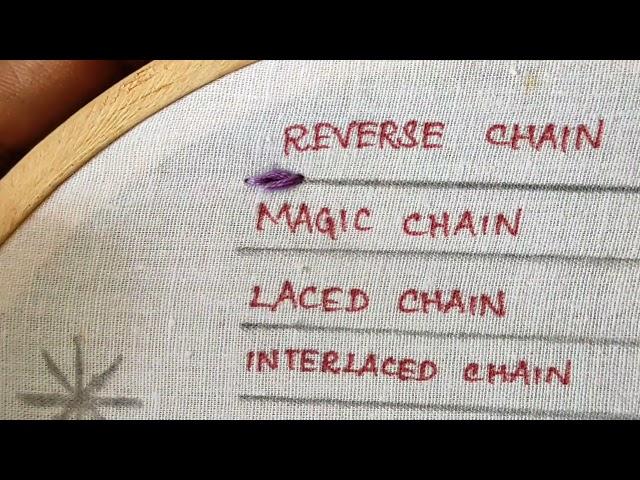 REVERSE CHAIN
MAGIC CHAIN
LACED CHAIN
INTERLACED CHAIN